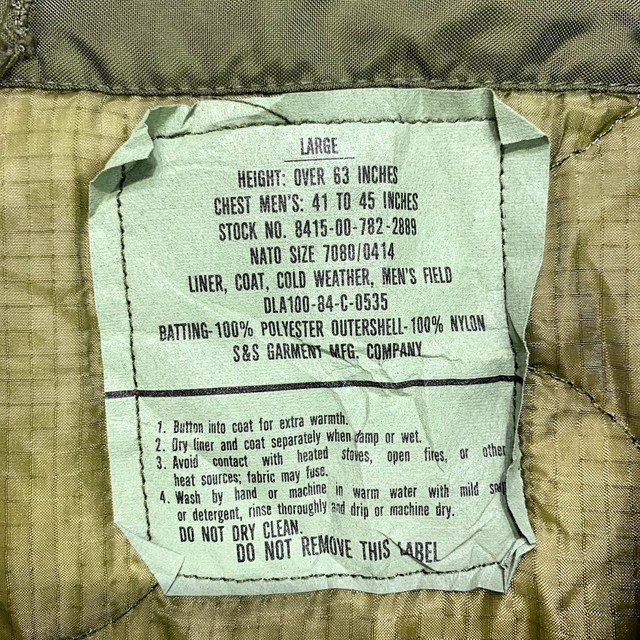 LARGE
HEIGHT: OVER 63 INCHES
CHEST MEN'S: 41 TO 45 INCHES
STOCK NO. 8415-00-782-2889
NATO SIZE 7080/0414
LINER, COAT, COLD WEATHER, MEN'S FIELD
DLA100-84-C-0535
BATTING-100% POLYESTER OUTERSHELL-100% NYLON
S&S GARMENT MFG. COMPANY
1. Button into coat for extra warmth.
2. Dry liner and coat separately when damp or wet.
3. Avoid contact with heated stoves, open fires, or other
heat sources; fabric may fuse.
4. Wash by hand or machine in warm water with mild soap
or detergent, rinse thoroughly and drip or machine dry.
DO NOT DRY CLEAN.
DO NOT REMOVE THIS LABEL